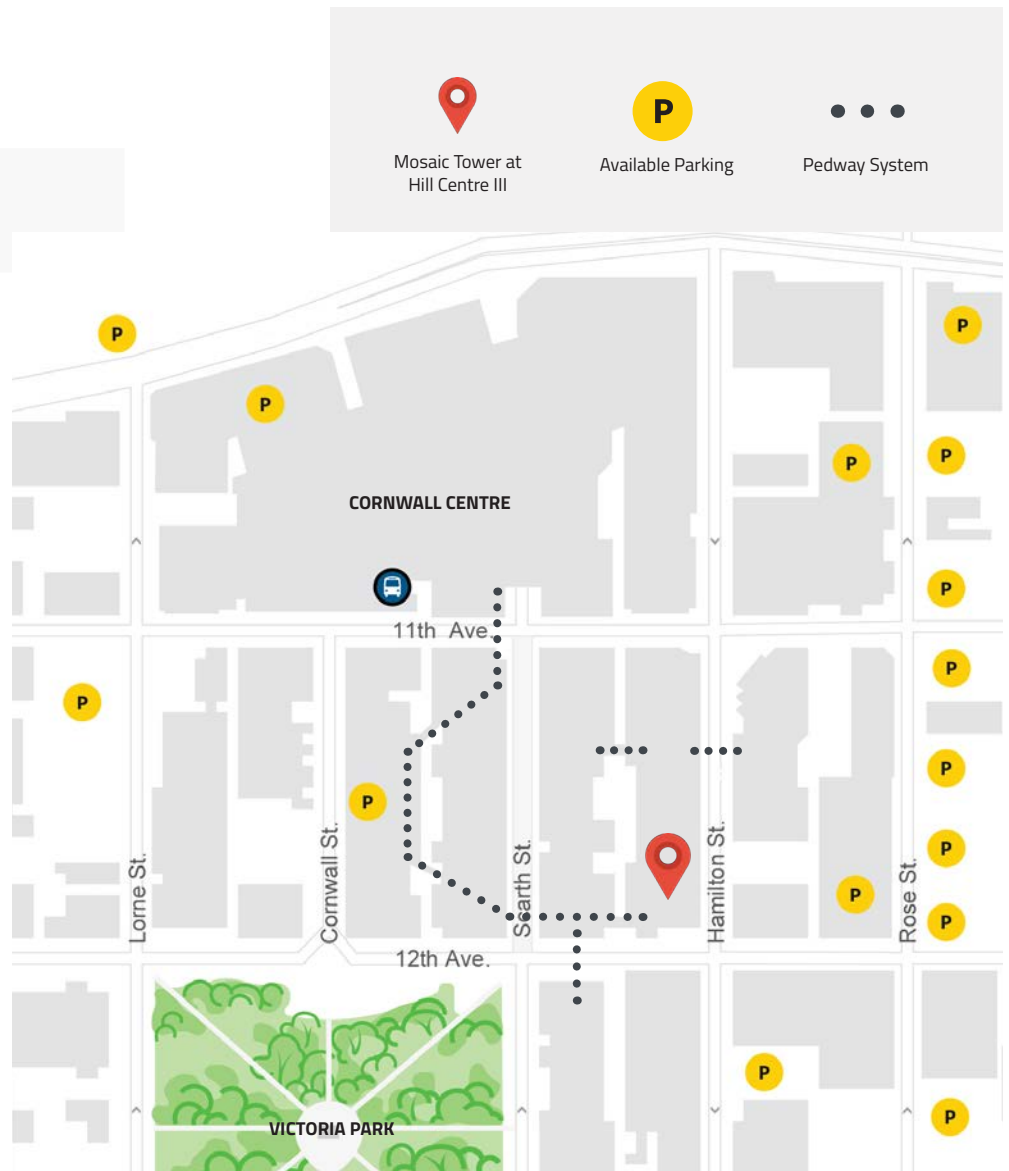 P
Mosaic Tower at
Hill Centre III
Available Parking
Pedway System
P
P
P
P
P
CORNWALL CENTRE
P
11th Ave.
P
P
P
P
P
Lorne St.
Cornwall St.
Scarth St.
Hamilton St.
Rose St.
P
P
P
12th Ave.
P
P
VICTORIA PARK